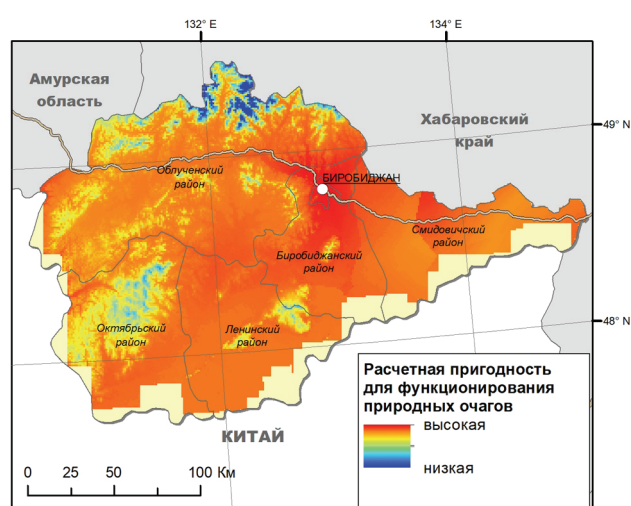 132° E
134° E
Амурская
область
Хабаровский
край
49° N
Облученский
район
БИРОБИДЖАН
Смидовичский
район
Биробиджанский
район
Октябрьский
район
Ленинский
район
48° N
КИТАЙ
Расчетная пригодность
для функционирования
природных очагов
высокая
низкая
0 25 50 100 Км